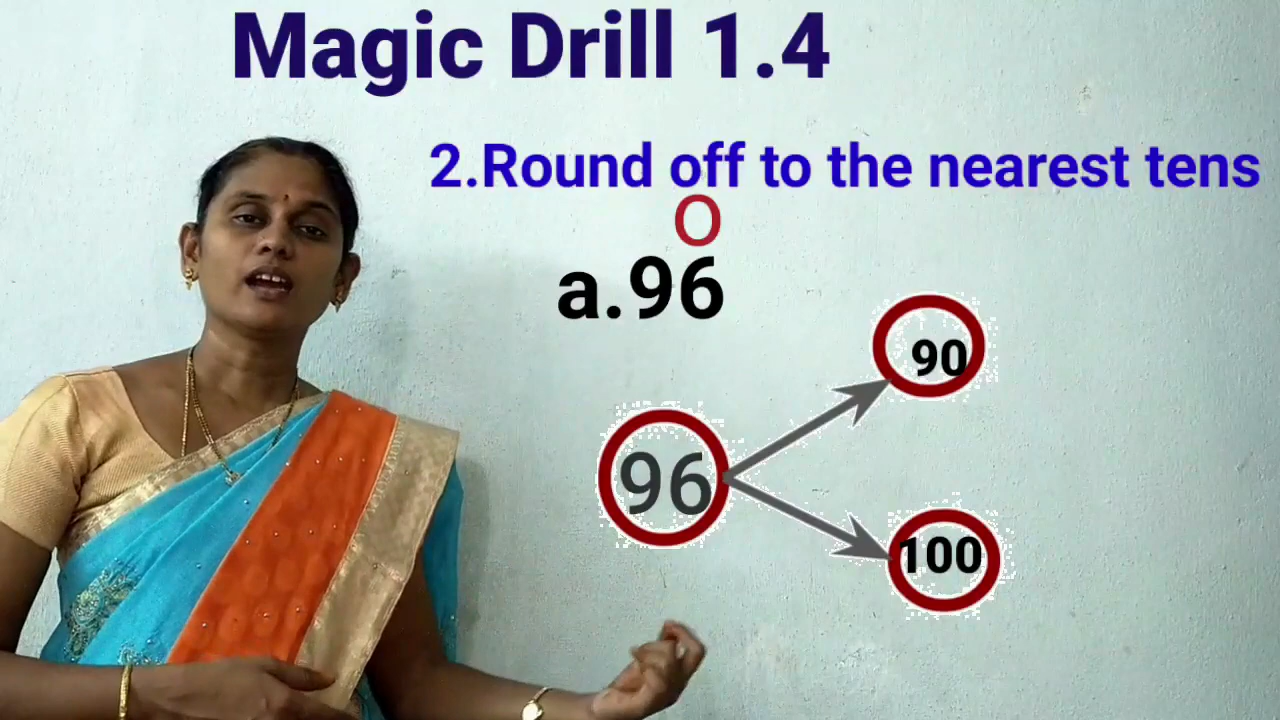 Magic Drill 1.4
2.Round off to the nearest tens
O
a.96
90
96
100